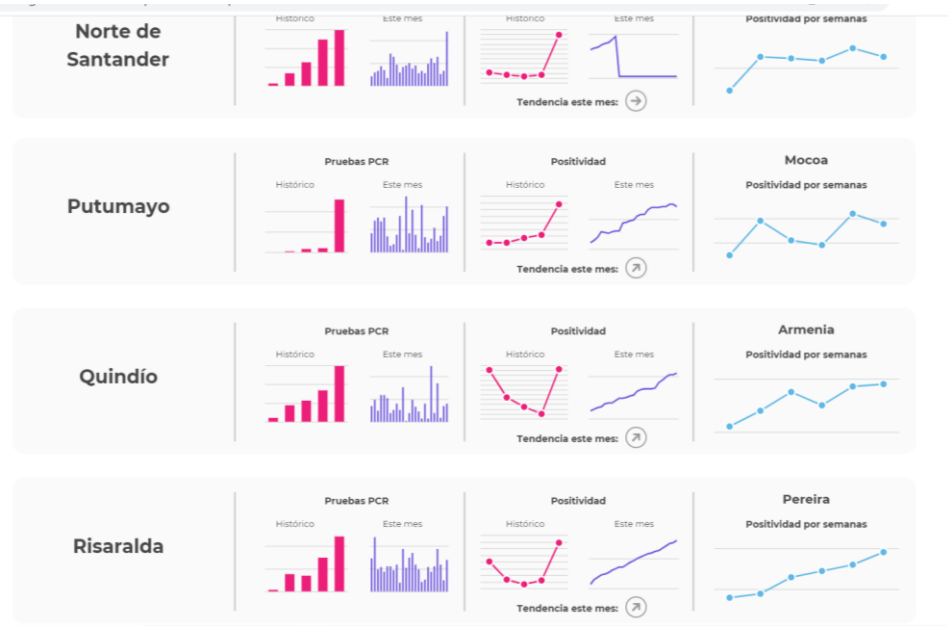 Norte de
Santander
Histórico
Este mes
Histórico
Este mes
Tendencia este mes:
Positividad por semanas
Putumayo
Pruebas PCR
Histórico
Este mes
Positividad
Histórico
Este mes
Tendencia este mes:
Mocoa
Positividad por semanas
Quindío
Pruebas PCR
Histórico
Este mes
Positividad
Histórico
Este mes
Tendencia este mes:
Armenia
Positividad por semanas
Risaralda
Pruebas PCR
Histórico
Este mes
Positividad
Histórico
Este mes
Tendencia este mes:
Pereira
Positividad por semanas